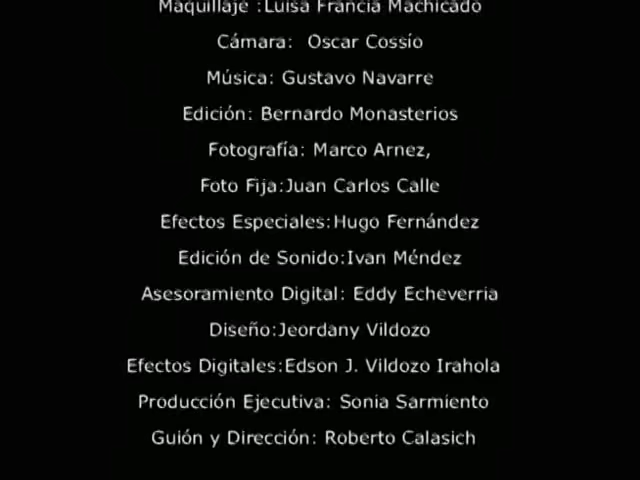 Maquillaje :Luisa Francia Machicado
Cámara: Oscar Cossío
Música: Gustavo Navarre
Edición: Bernardo Monasterios
Fotografía: Marco Arnez,
Foto Fija:Juan Carlos Calle
Efectos Especiales:Hugo Fernández
Edición de Sonido:Ivan Méndez
Asesoramiento Digital: Eddy Echeverria
Diseño:Jeordany Vildozo
Efectos Digitales:Edson J. Vildozo Irahola
Producción Ejecutiva: Sonia Sarmiento
Guión y Dirección: Roberto Calasich